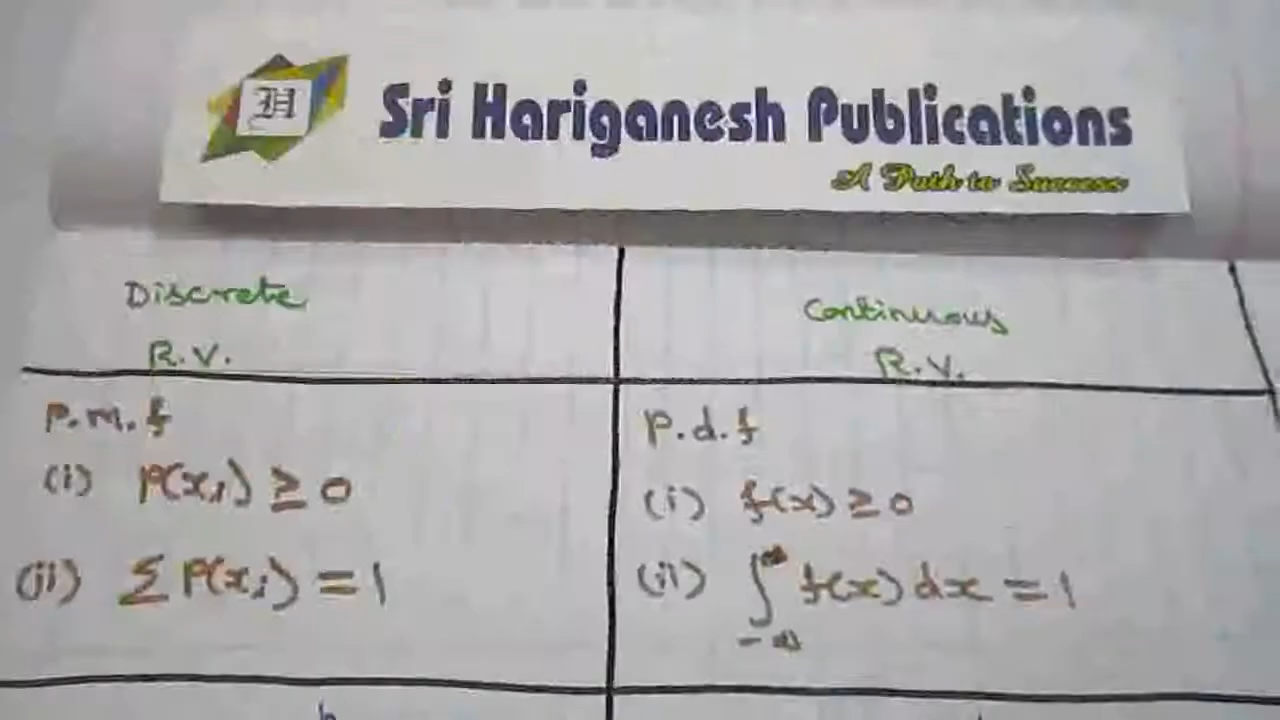 H
Sri Hariganesh Publications
A Path to Success
Discrete
R.V.
Continuous
R.V.
P.m.f
(i) P(xᵢ) ≥ 0
(ii) Σ P(xᵢ) = 1
P.d.f
(i) f(x) ≥ 0
(ii) ∫_{-∞}^{∞} f(x) dx = 1